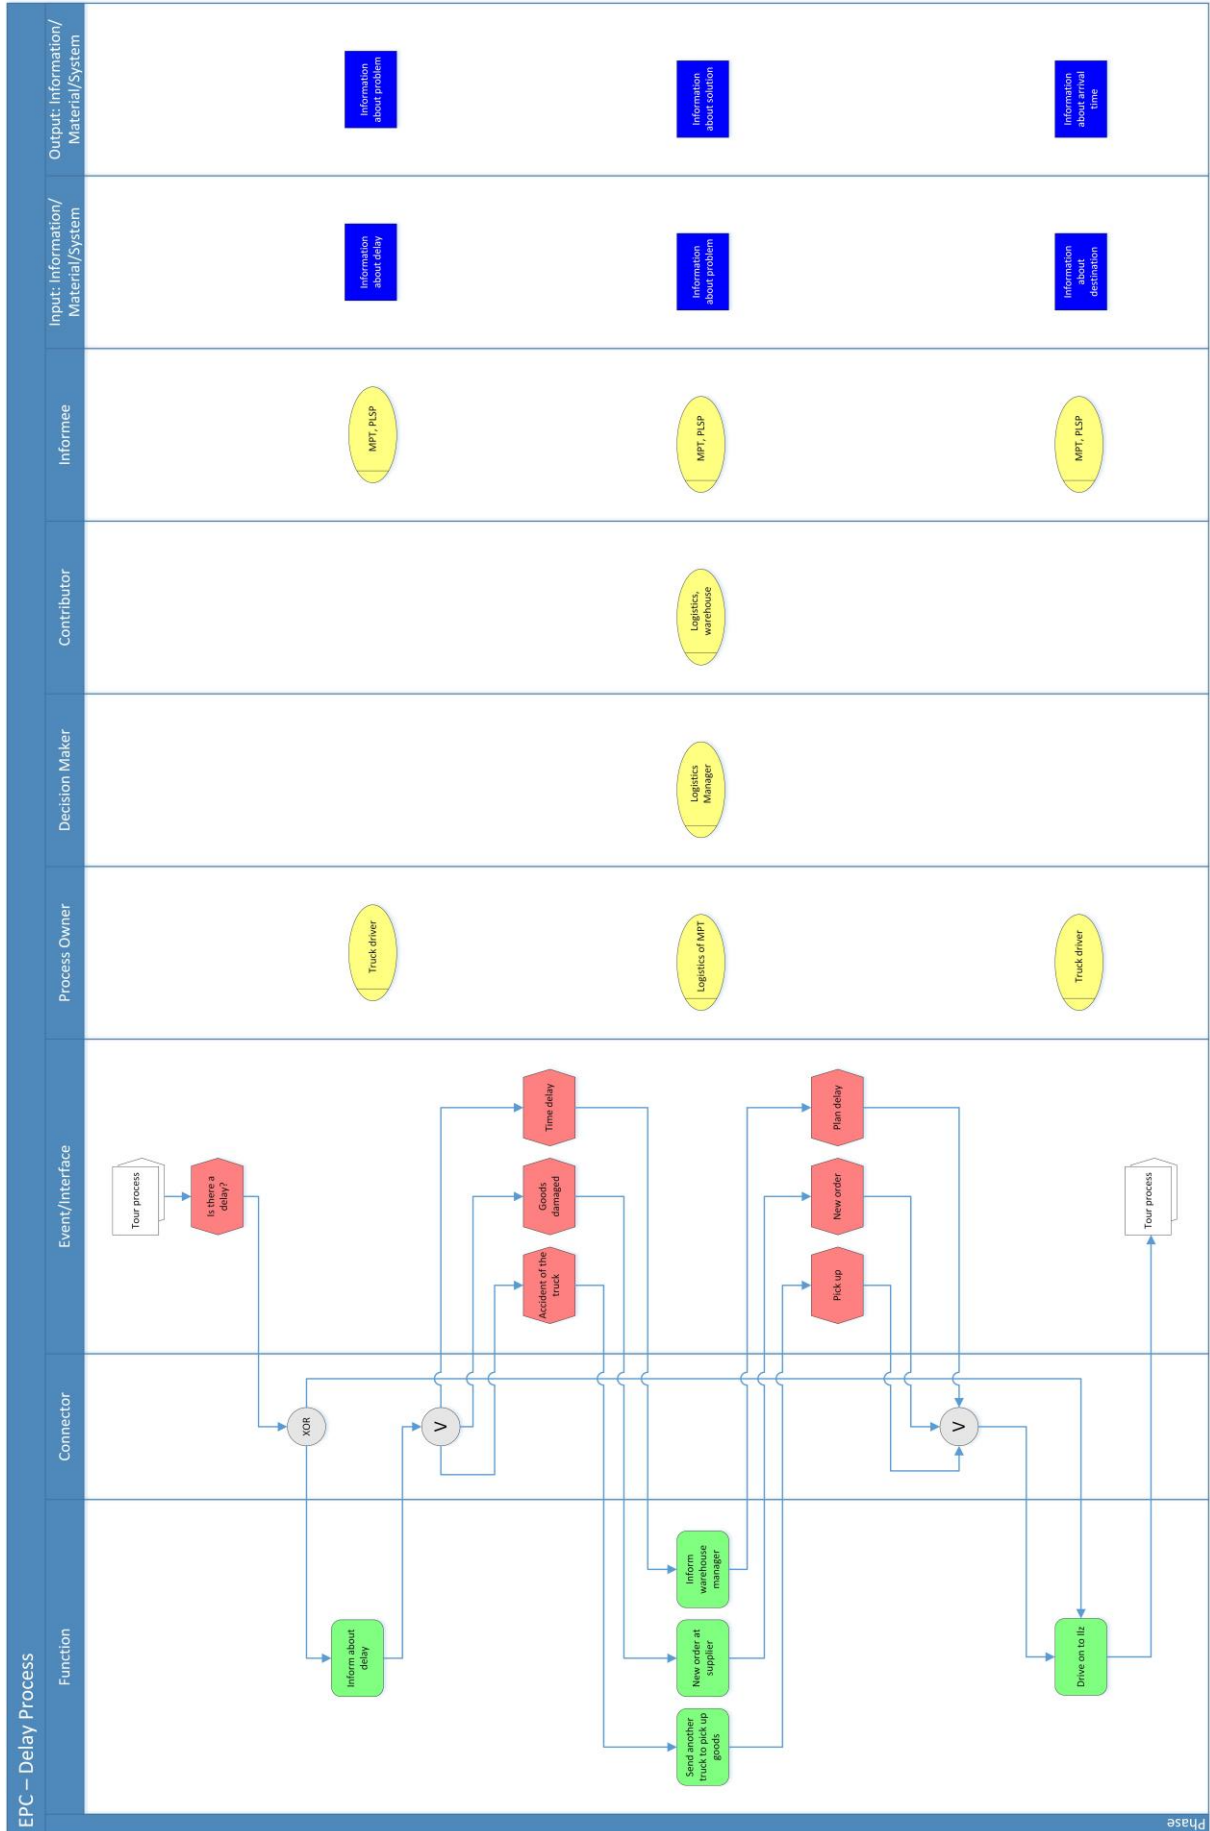 EPC – Delay Process
Function
Connector
Event/Interface
Process Owner
Decision Maker
Contributor
Informee
Input: Information/
Material/System
Output: Information/
Material/System
Phase
Tour process
Is there a
delay?
XOR
Inform about
delay
Truck driver
MPT, PLSP
Information
about delay
Information
about problem
V
Accident of the
truck
Goods
damaged
Time delay
Send another
truck to pick up
goods
New order at
supplier
Inform
warehouse
manager
Logistics of MPT
Logistics
Manager
Logistics,
warehouse
MPT, PLSP
Information
about problem
Information
about solution
Pick up
New order
Plan delay
V
Drive on to Ilz
Truck driver
MPT, PLSP
Information
about
destination
Information
about arrival
time
Tour process